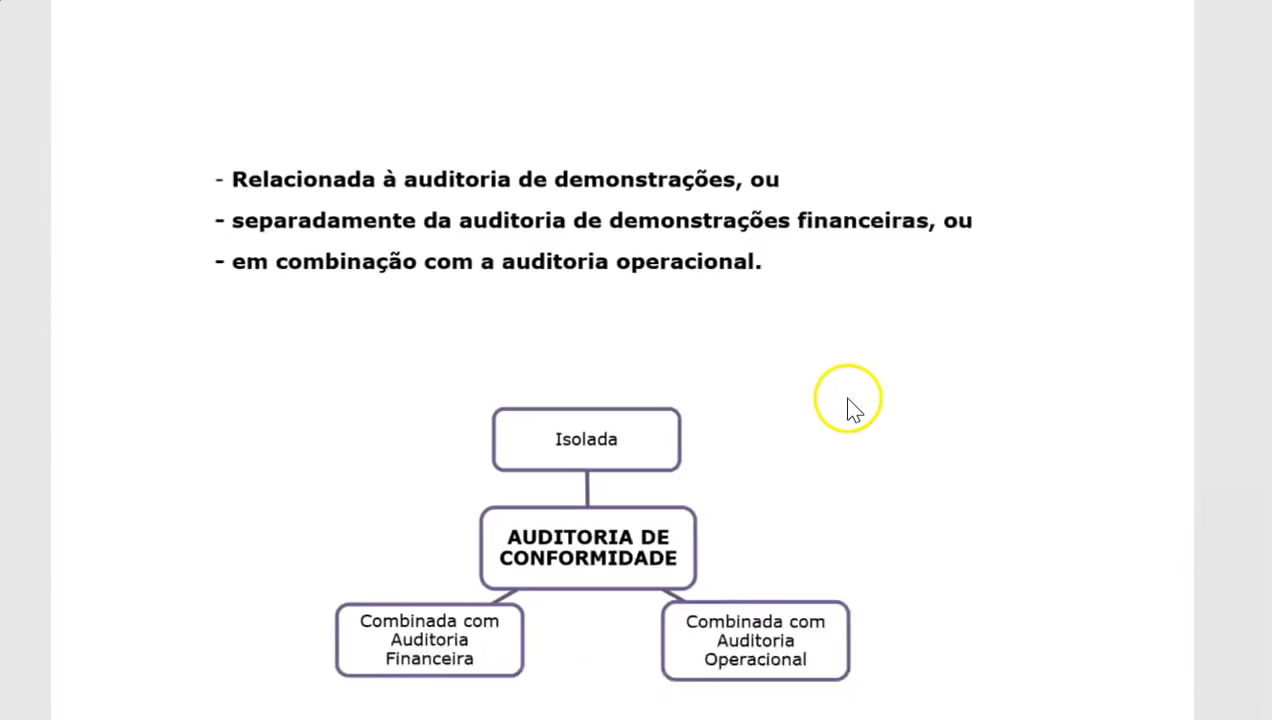 - Relacionada à auditoria de demonstrações, ou
- separadamente da auditoria de demonstrações financeiras, ou
- em combinação com a auditoria operacional.
Isolada
AUDITORIA DE
CONFORMIDADE
Combinada com
Auditoria
Financeira
Combinada com
Auditoria
Operacional